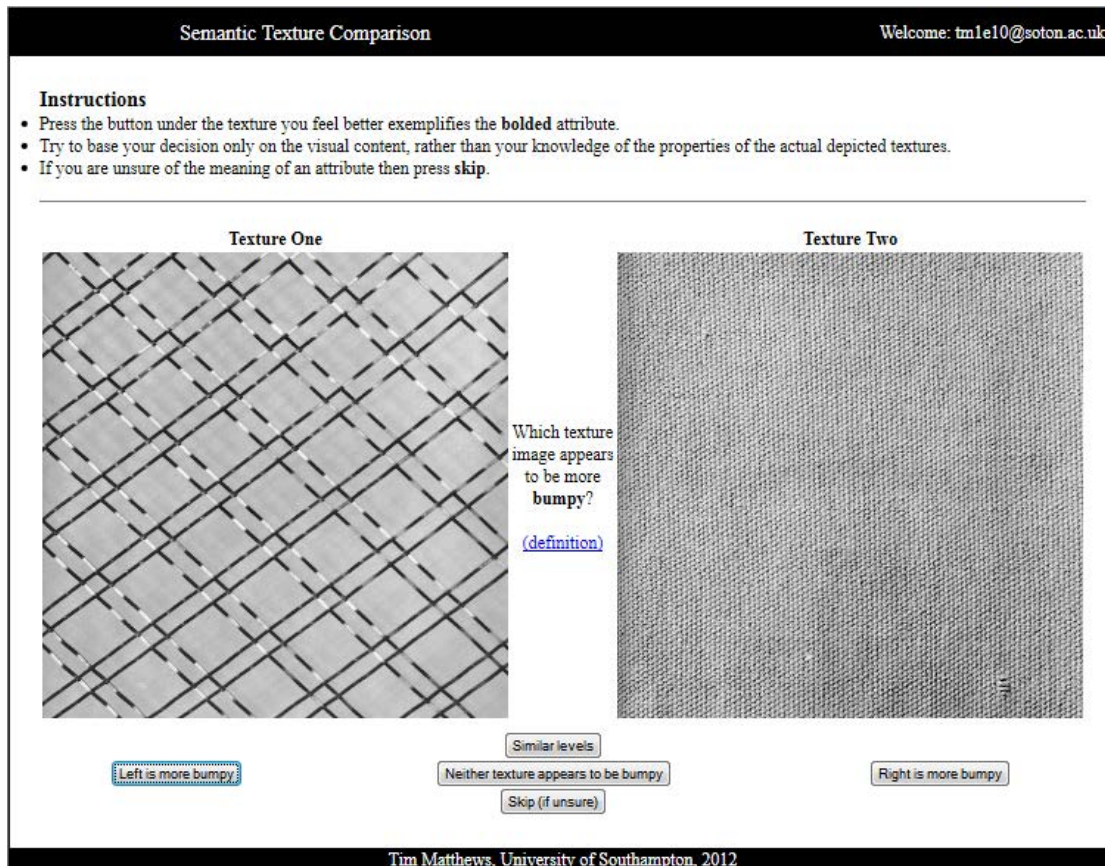 Semantic Texture Comparison
Welcome: tm1e10@soton.ac.uk
Instructions
Press the button under the texture you feel better exemplifies the bolded attribute.
Try to base your decision only on the visual content, rather than your knowledge of the properties of the actual depicted textures.
If you are unsure of the meaning of an attribute then press skip.
Texture One
Texture Two
Which texture
image appears
to be more
bumpy?
(definition)
Similar levels
Left is more bumpy
Neither texture appears to be bumpy
Right is more bumpy
Skip (if unsure)
Tim Matthews, University of Southampton, 2012